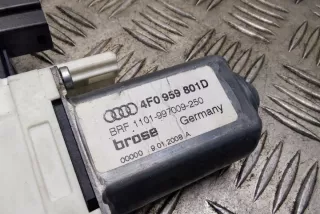 4F0 959 801D
BRF. 1101-997009-250
brose Germany
00000 9.01.2008 A